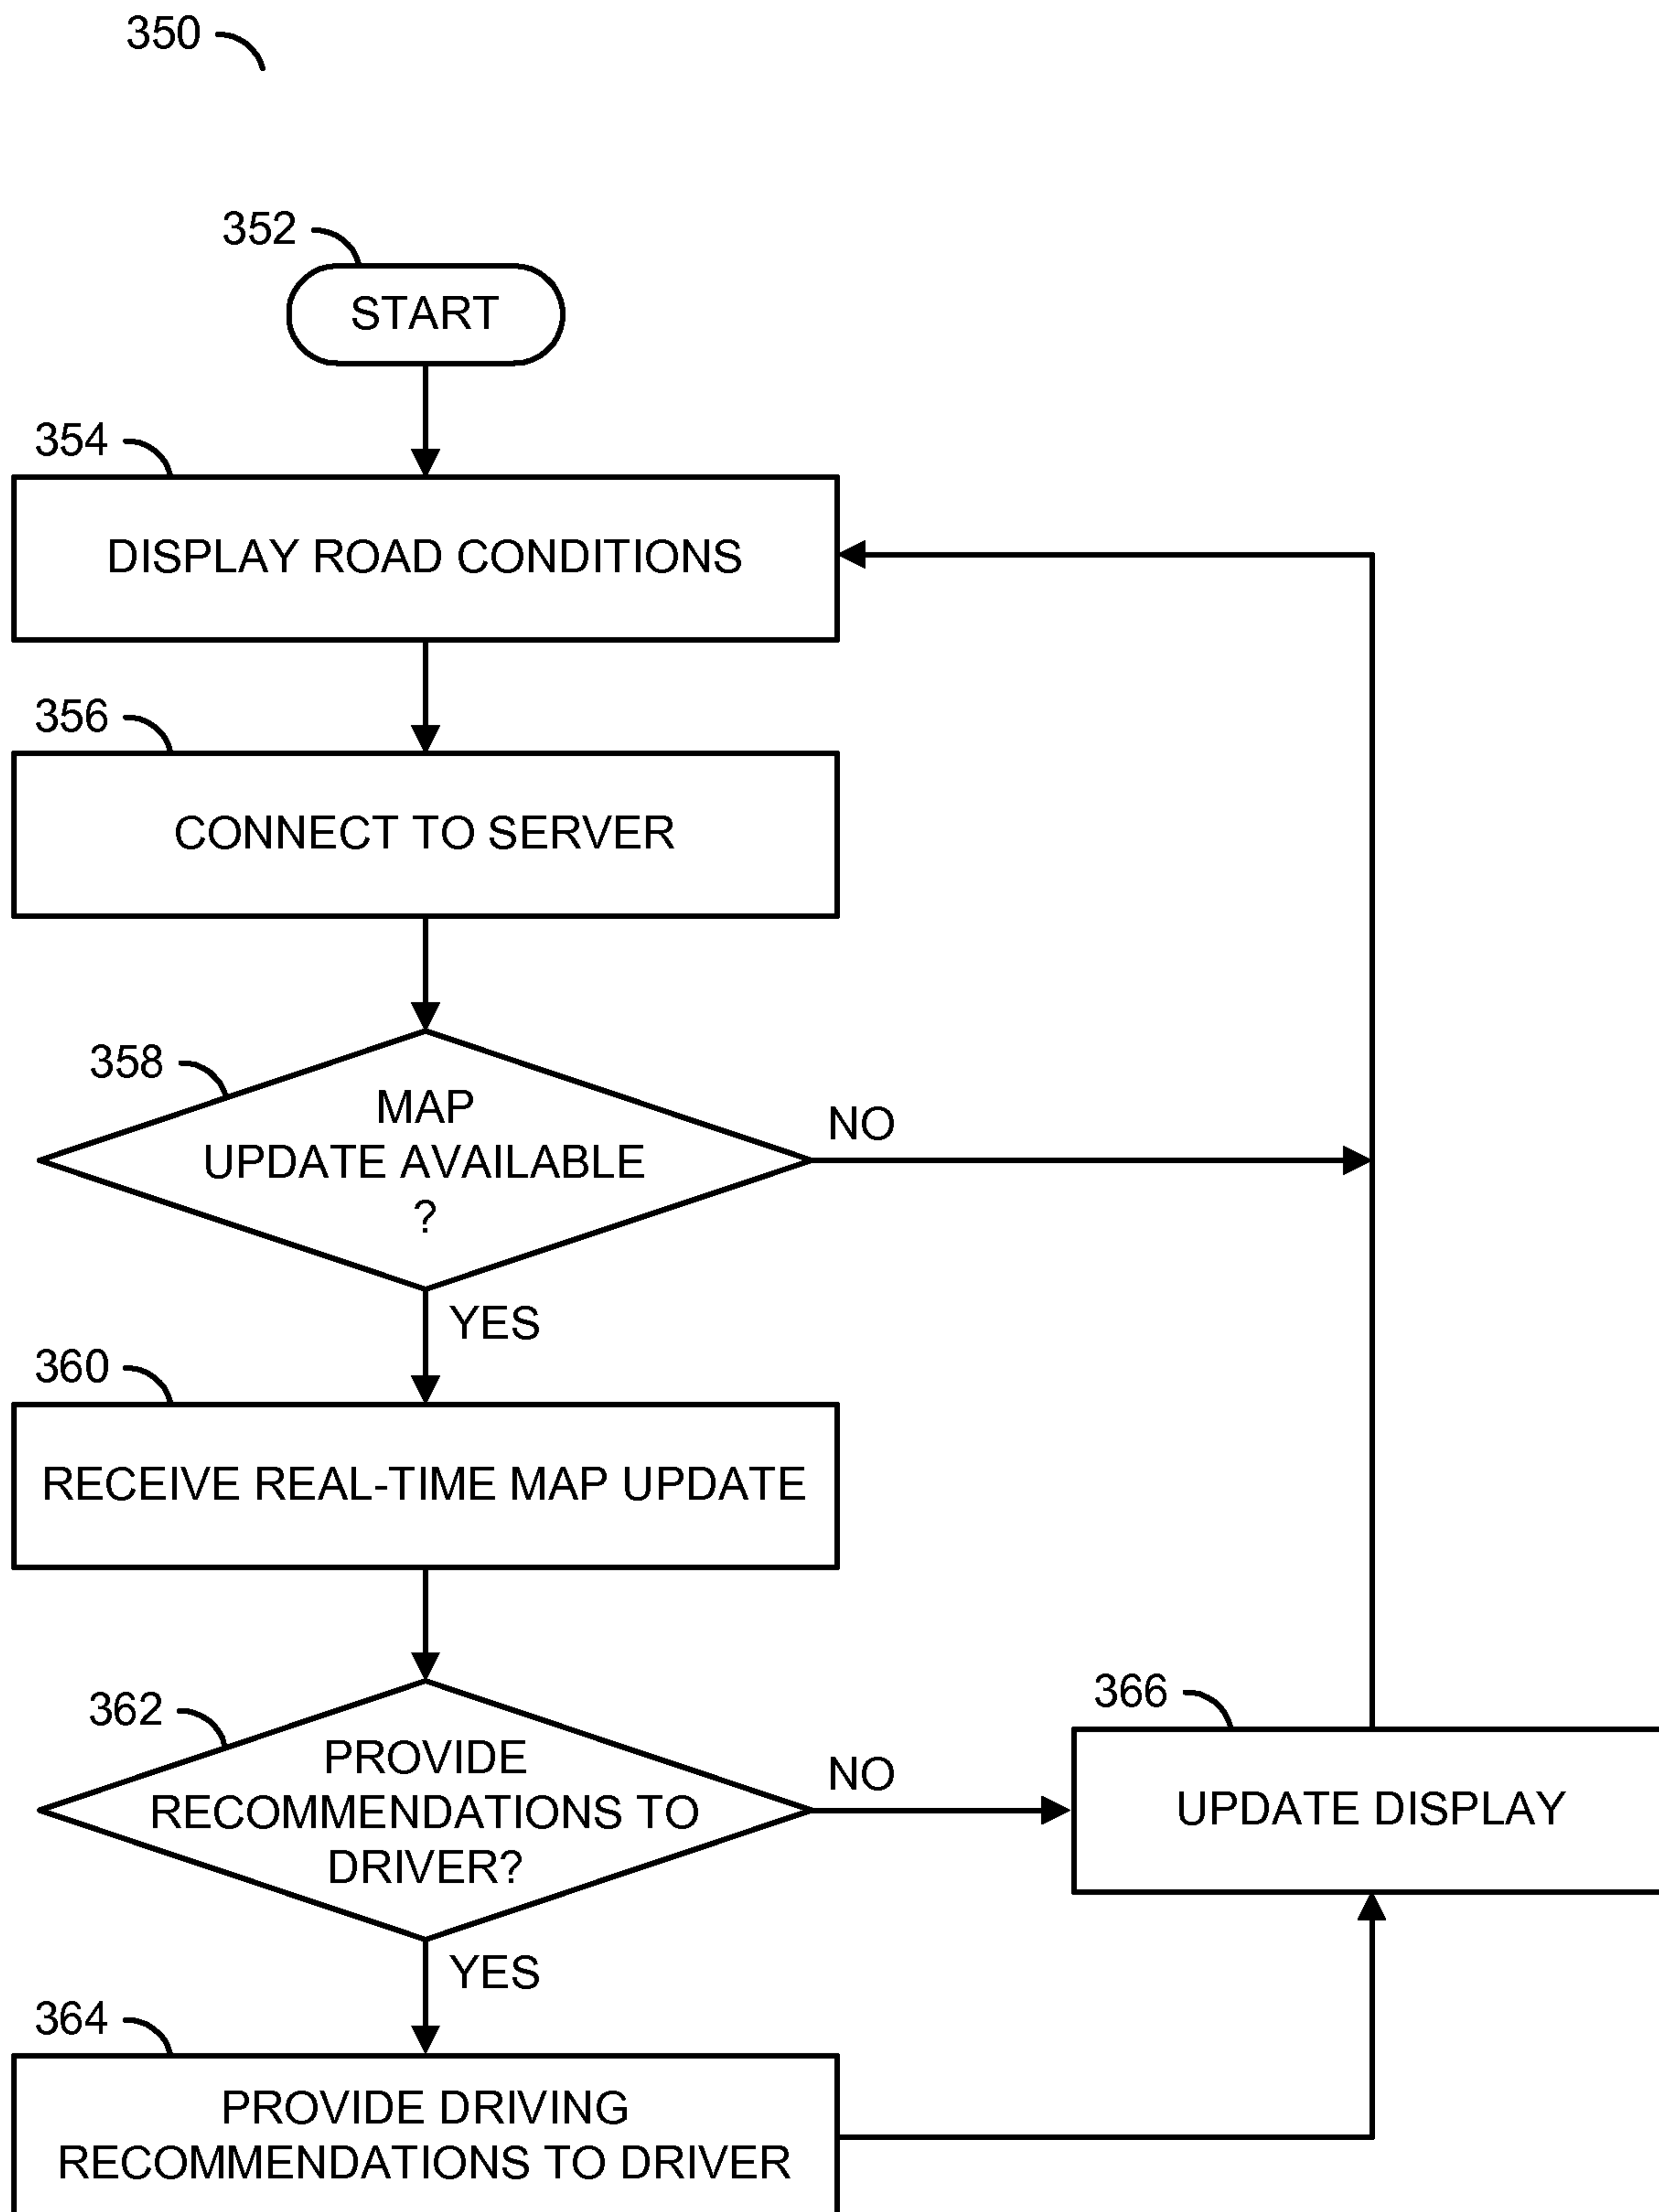 350
352
START
354
DISPLAY ROAD CONDITIONS
356
CONNECT TO SERVER
358
MAP
UPDATE AVAILABLE
?
NO
YES
360
RECEIVE REAL-TIME MAP UPDATE
362
PROVIDE
RECOMMENDATIONS TO
DRIVER?
NO
366
UPDATE DISPLAY
YES
364
PROVIDE DRIVING
RECOMMENDATIONS TO DRIVER